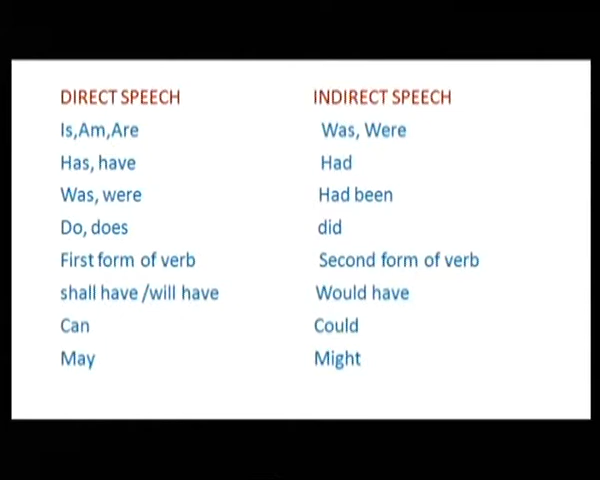 DIRECT SPEECH INDIRECT SPEECH
Is,Am,Are Was, Were
Has, have Had
Was, were Had been
Do, does did
First form of verb Second form of verb
shall have /will have Would have
Can Could
May Might